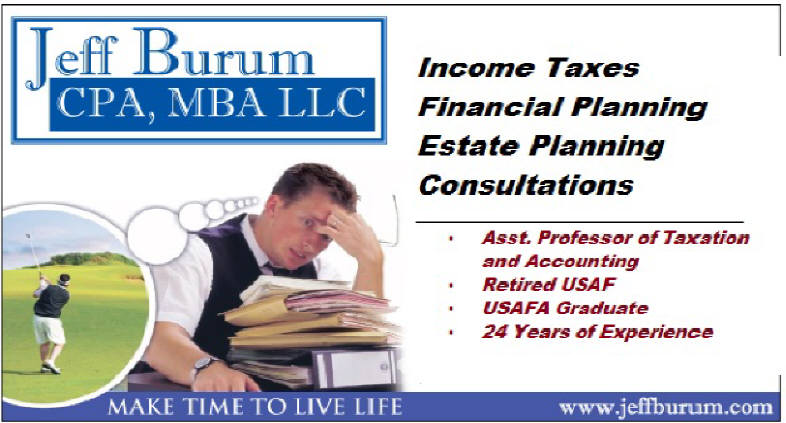 Jeff Burum
CPA, MBA LLC
Income Taxes
Financial Planning
Estate Planning
Consultations
• Asst. Professor of Taxation
and Accounting
• Retired USAF
• USAFA Graduate
• 24 Years of Experience
MAKE TIME TO LIVE LIFE
www.jeffburum.com